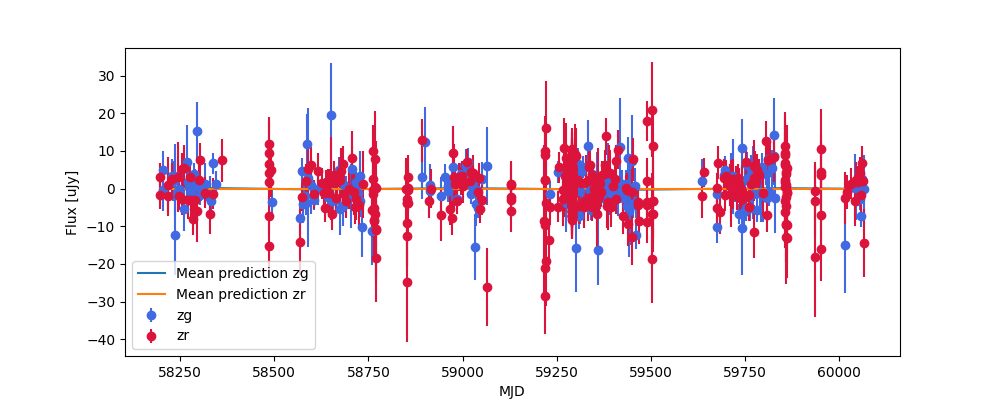 30
20
10
0
−10
−20
−30
−40
Flux [uJy]
Mean prediction zg
Mean prediction zr
zg
zr
58250 58500 58750 59000 59250 59500 59750 60000
MJD